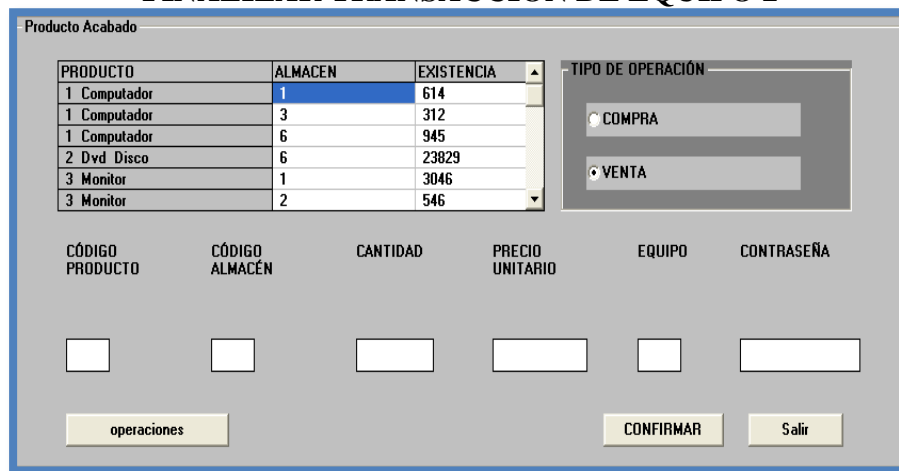 Producto Acabado
PRODUCTO ALMACEN EXISTENCIA
1 Computador 1 614
1 Computador 3 312
1 Computador 6 945
2 Dvd Disco 6 23829
3 Monitor 1 3046
3 Monitor 2 546
TIPO DE OPERACIÓN
COMPRA
VENTA
CÓDIGO PRODUCTO
CÓDIGO ALMACÉN
CANTIDAD
PRECIO UNITARIO
EQUIPO
CONTRASEÑA
operaciones
CONFIRMAR
Salir